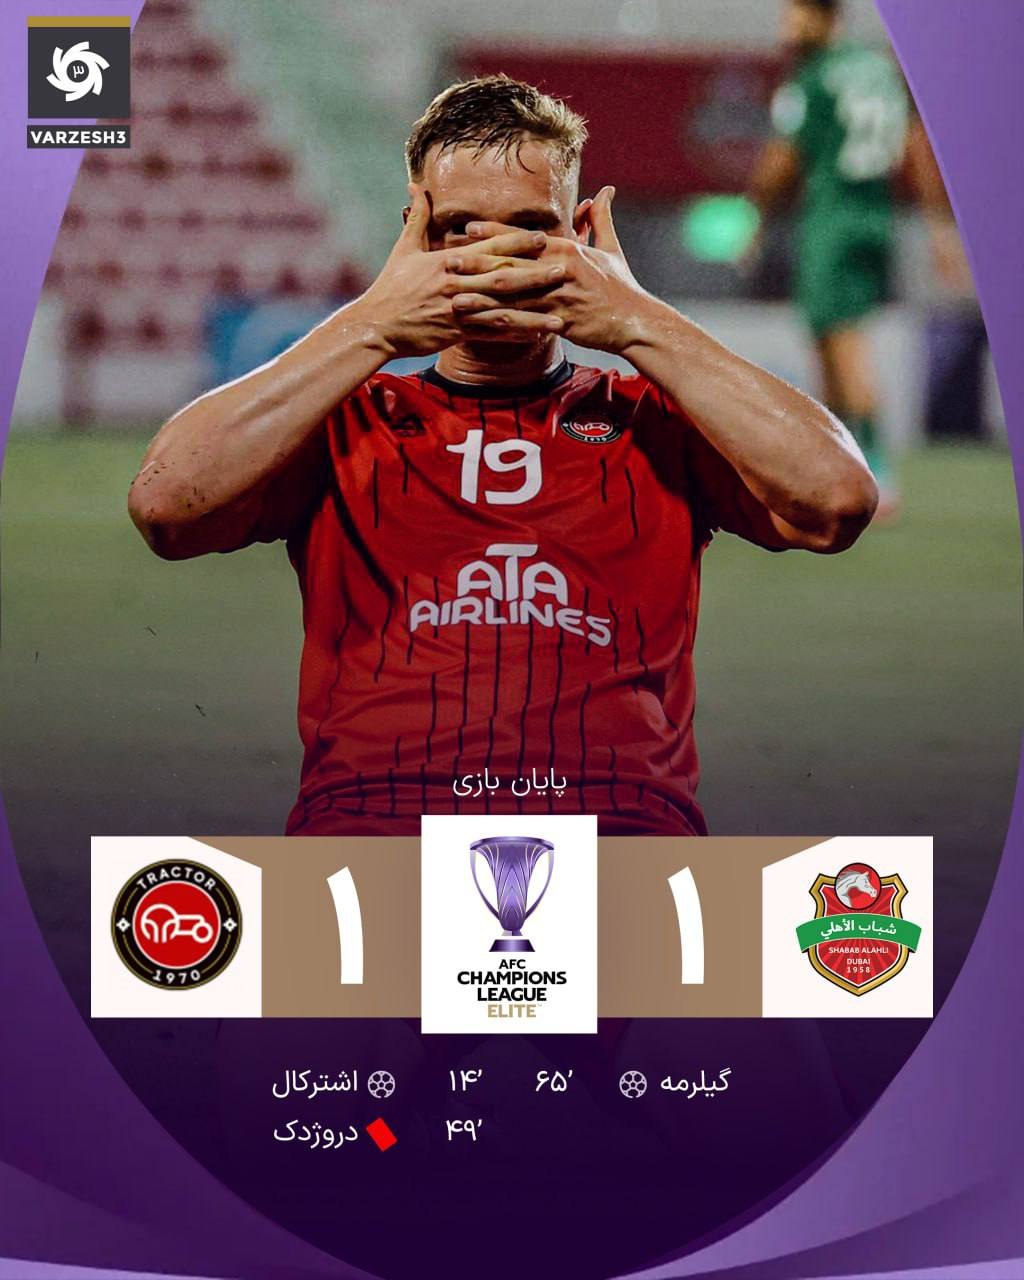 ۳
VARZESH3
19
ATA
AIRLINES
پایان بازی
TRACTOR
1970
۱
AFC
CHAMPIONS
LEAGUE
ELITE
۱
شباب الأهلي
SHABAB ALAHLI
DUBAI
1958
گیلرمه ۶۵’
۱۴’ اشترکال
۴۹’ دروژدک